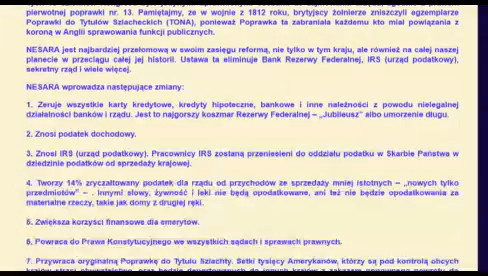 pierwotnej poprawki nr. 13. Pamiętajmy, że w wojnie z 1812 roku, brytyjscy żołnierze zniszczyli egzemplarze
Poprawki do Tytułów Szlacheckich (TONA), ponieważ Poprawka ta zabraniała każdemu kto miał powiązania z
koroną w Anglii sprawowania funkcji publicznych.
NESARA jest najbardziej przełomową w swoim zasięgu reformą, nie tylko w tym kraju, ale również na całej naszej
planecie w przeciągu całej jej historii. Ustawa ta eliminuje Bank Rezerwy Federalnej, IRS (urząd podatkowy),
sekretny rząd i wiele więcej.
NESARA wprowadza następujące zmiany:
1. Zeruje wszystkie karty kredytowe, kredyty hipoteczne, bankowe i inne należności z powodu nielegalnej
działalności banków i rządu. Jest to najgorszy koszmar Rezerwy Federalnej – „Jubileusz” albo umorzenie długu.
2. Znosi podatek dochodowy.
3. Znosi IRS (urząd podatkowy). Pracownicy IRS zostaną przeniesieni do oddziału podatku w Skarbie Państwa w
dziedzinie podatków od sprzedaży krajowej.
4. Tworzy 14% zryczałtowany podatek dla rządu od przychodów ze sprzedaży mniej istotnych – „nowych tylko
przedmiotów” – . Innymi słowy, żywność i leki nie będą opodatkowane, ani też nie będzie opodatkowania za
materialne rzeczy, takie jak domy z drugiej ręki.
5. Zwiększa korzyści finansowe dla emerytów.
6. Powraca do Prawa Konstytucyjnego we wszystkich sądach i sprawach prawnych.
7. Przywraca oryginalną Poprawkę do Tytułu Szlachty. Setki tysięcy Amerykanów, którzy są pod kontrolą obcych